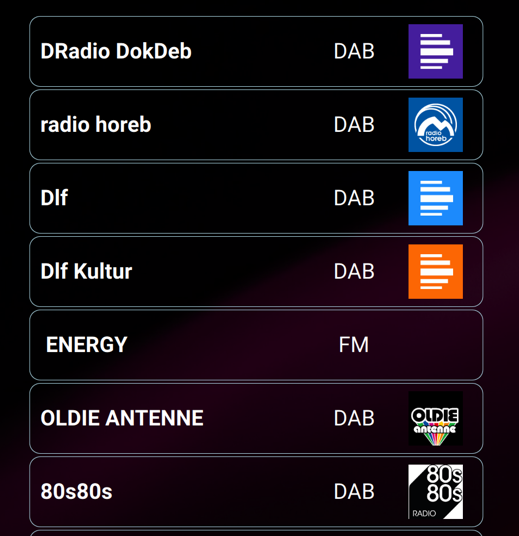 DRadio DokDeb DAB
radio horeb DAB
radio
horeb
Dlf DAB
Dlf Kultur DAB
ENERGY FM
OLDIE ANTENNE DAB
OLDIE
antenne
80s80s DAB
80s
80s
RADIO